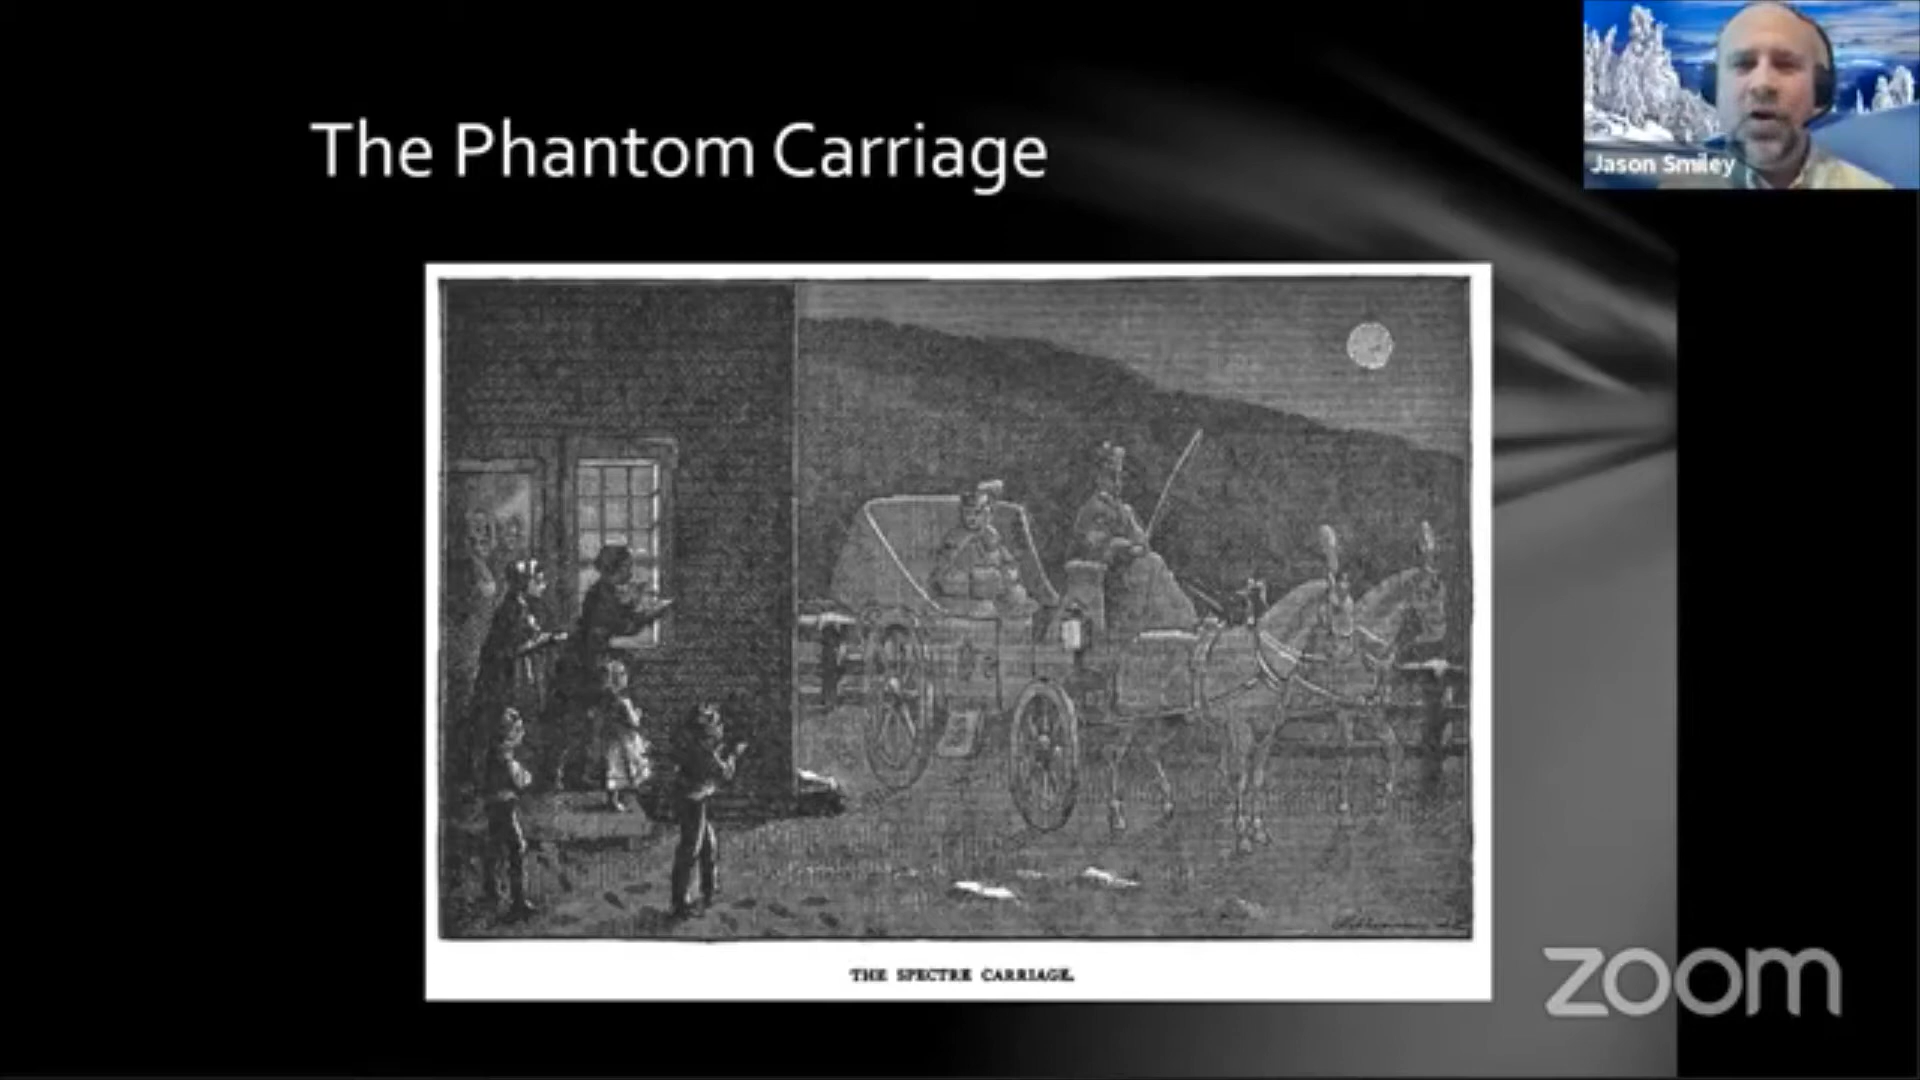 The Phantom Carriage
Jason Smiley
THE SPECTRE CARRIAGE.
zoom